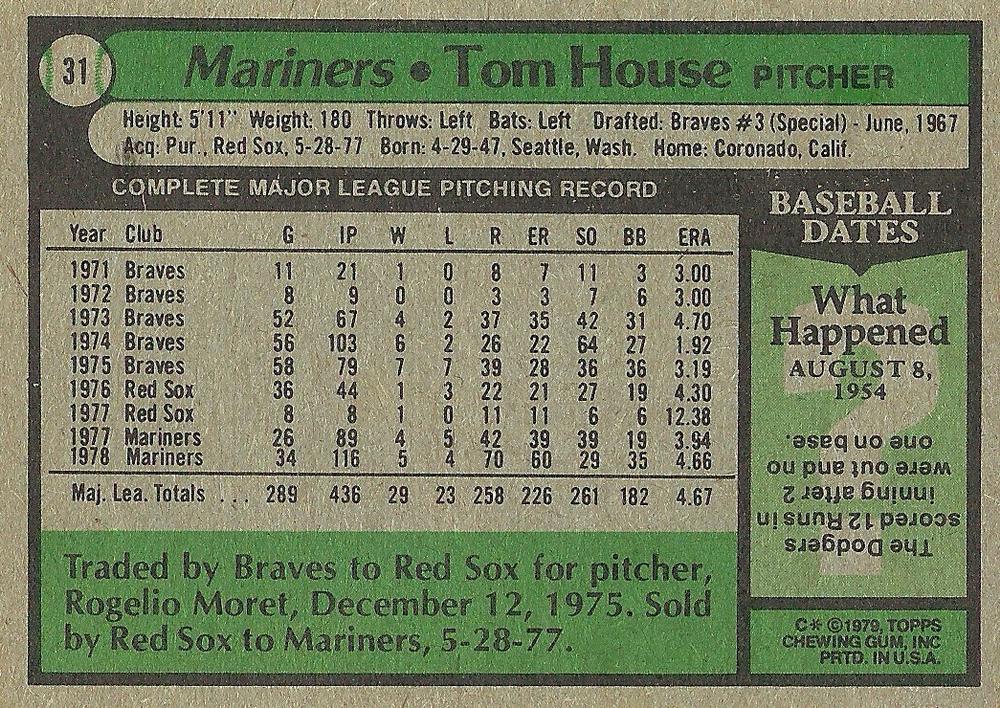 31
Mariners • Tom House PITCHER
Height: 5'11" Weight: 180 Throws: Left Bats: Left Drafted: Braves #3 (Special) - June, 1967
Acq: Pur., Red Sox, 5-28-77 Born: 4-29-47, Seattle, Wash. Home: Coronado, Calif.
COMPLETE MAJOR LEAGUE PITCHING RECORD
Year Club G IP W L R ER SO BB ERA
1971 Braves 11 21 1 0 8 7 11 3 3.00
1972 Braves 8 9 0 0 3 3 7 6 3.00
1973 Braves 52 67 4 2 37 35 42 31 4.70
1974 Braves 56 103 6 2 26 22 64 27 1.92
1975 Braves 58 79 7 7 39 28 36 36 3.19
1976 Red Sox 36 44 1 3 22 21 27 19 4.30
1977 Red Sox 8 8 1 0 11 11 6 6 12.38
1977 Mariners 26 89 4 5 42 39 39 19 3.94
1978 Mariners 34 116 5 4 70 60 29 35 4.66
Maj. Lea. Totals ... 289 436 29 23 258 226 261 182 4.67
Traded by Braves to Red Sox for pitcher,
Rogelio Moret, December 12, 1975. Sold
by Red Sox to Mariners, 5-28-77.
BASEBALL
DATES
What
Happened
AUGUST 8,
1954
?
The Dodgers
scored 12 Runs in
inning after 2
were out and no
one on base.
C* ©1979, TOPPS
CHEWING GUM, INC
PRTD. IN U.S.A.